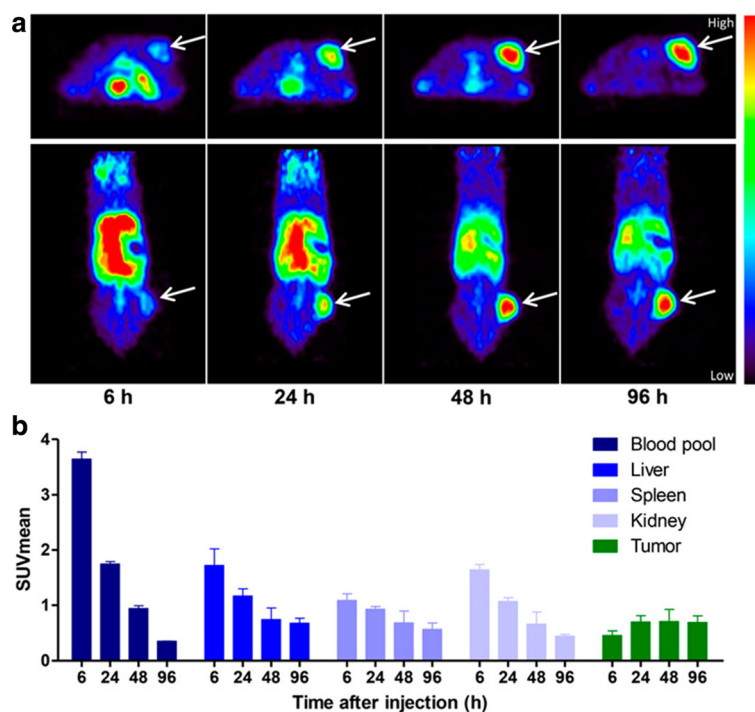 a
High
Low
6 h 24 h 48 h 96 h
b
4
3
2
1
0
SUVmean
Blood pool
Liver
Spleen
Kidney
Tumor
6 24 48 96 6 24 48 96 6 24 48 96 6 24 48 96 6 24 48 96
Time after injection (h)